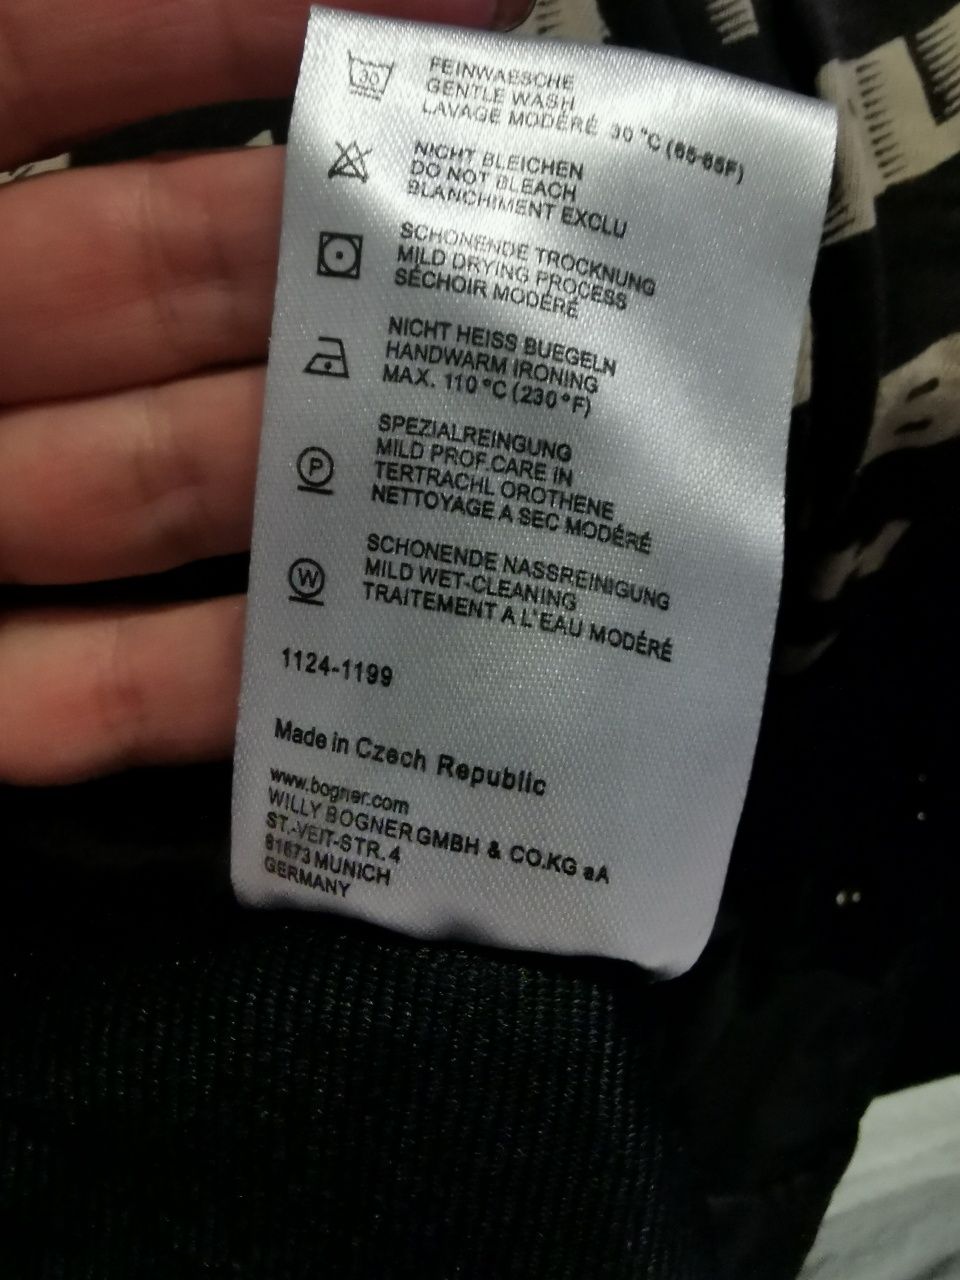 30
FEINWAESCHE
GENTLE WASH
LAVAGE MODÉRÉ 30 °C (85-85F)
NICHT BLEICHEN
DO NOT BLEACH
BLANCHIMENT EXCLU
SCHONENDE TROCKNUNG
MILD DRYING PROCESS
SÉCHOIR MODÉRÉ
NICHT HEISS BUEGELN
HANDWARM IRONING
MAX. 110 °C (230 °F)
P
SPEZIALREINGUNG
MILD PROF.CARE IN
TERTRACHL OROTHENE
NETTOYAGE A SEC MODÉRÉ
W
SCHONENDE NASSREINIGUNG
MILD WET-CLEANING
TRAITEMENT A L'EAU MODÉRÉ
1124-1199
Made in Czech Republic
www.bogner.com
WILLY BOGNER GMBH & CO.KG aA
ST.-VEIT-STR. 4
81673 MUNICH
GERMANY